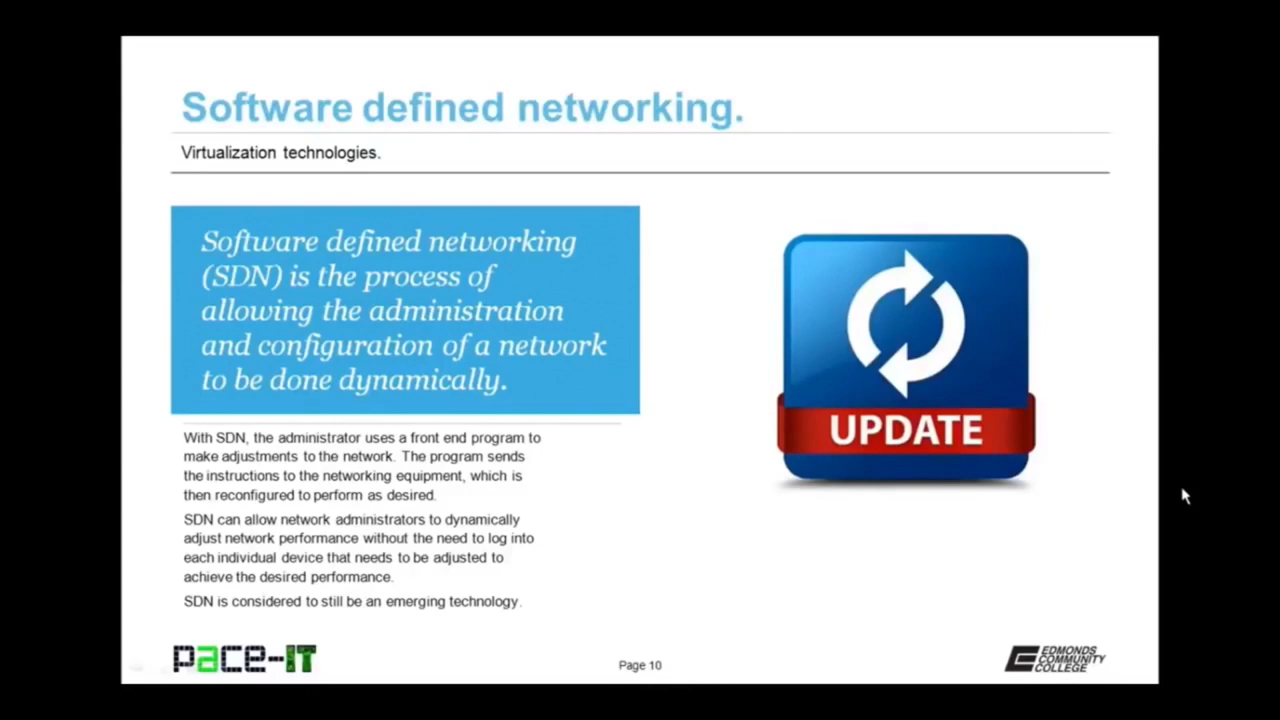 Software defined networking.
Virtualization technologies.
Software defined networking
(SDN) is the process of
allowing the administration
and configuration of a network
to be done dynamically.
With SDN, the administrator uses a front end program to
make adjustments to the network. The program sends
the instructions to the networking equipment, which is
then reconfigured to perform as desired.
SDN can allow network administrators to dynamically
adjust network performance without the need to log into
each individual device that needs to be adjusted to
achieve the desired performance.
SDN is considered to still be an emerging technology.
UPDATE
pace-IT
Page 10
EDMONDS
COMMUNITY
COLLEGE